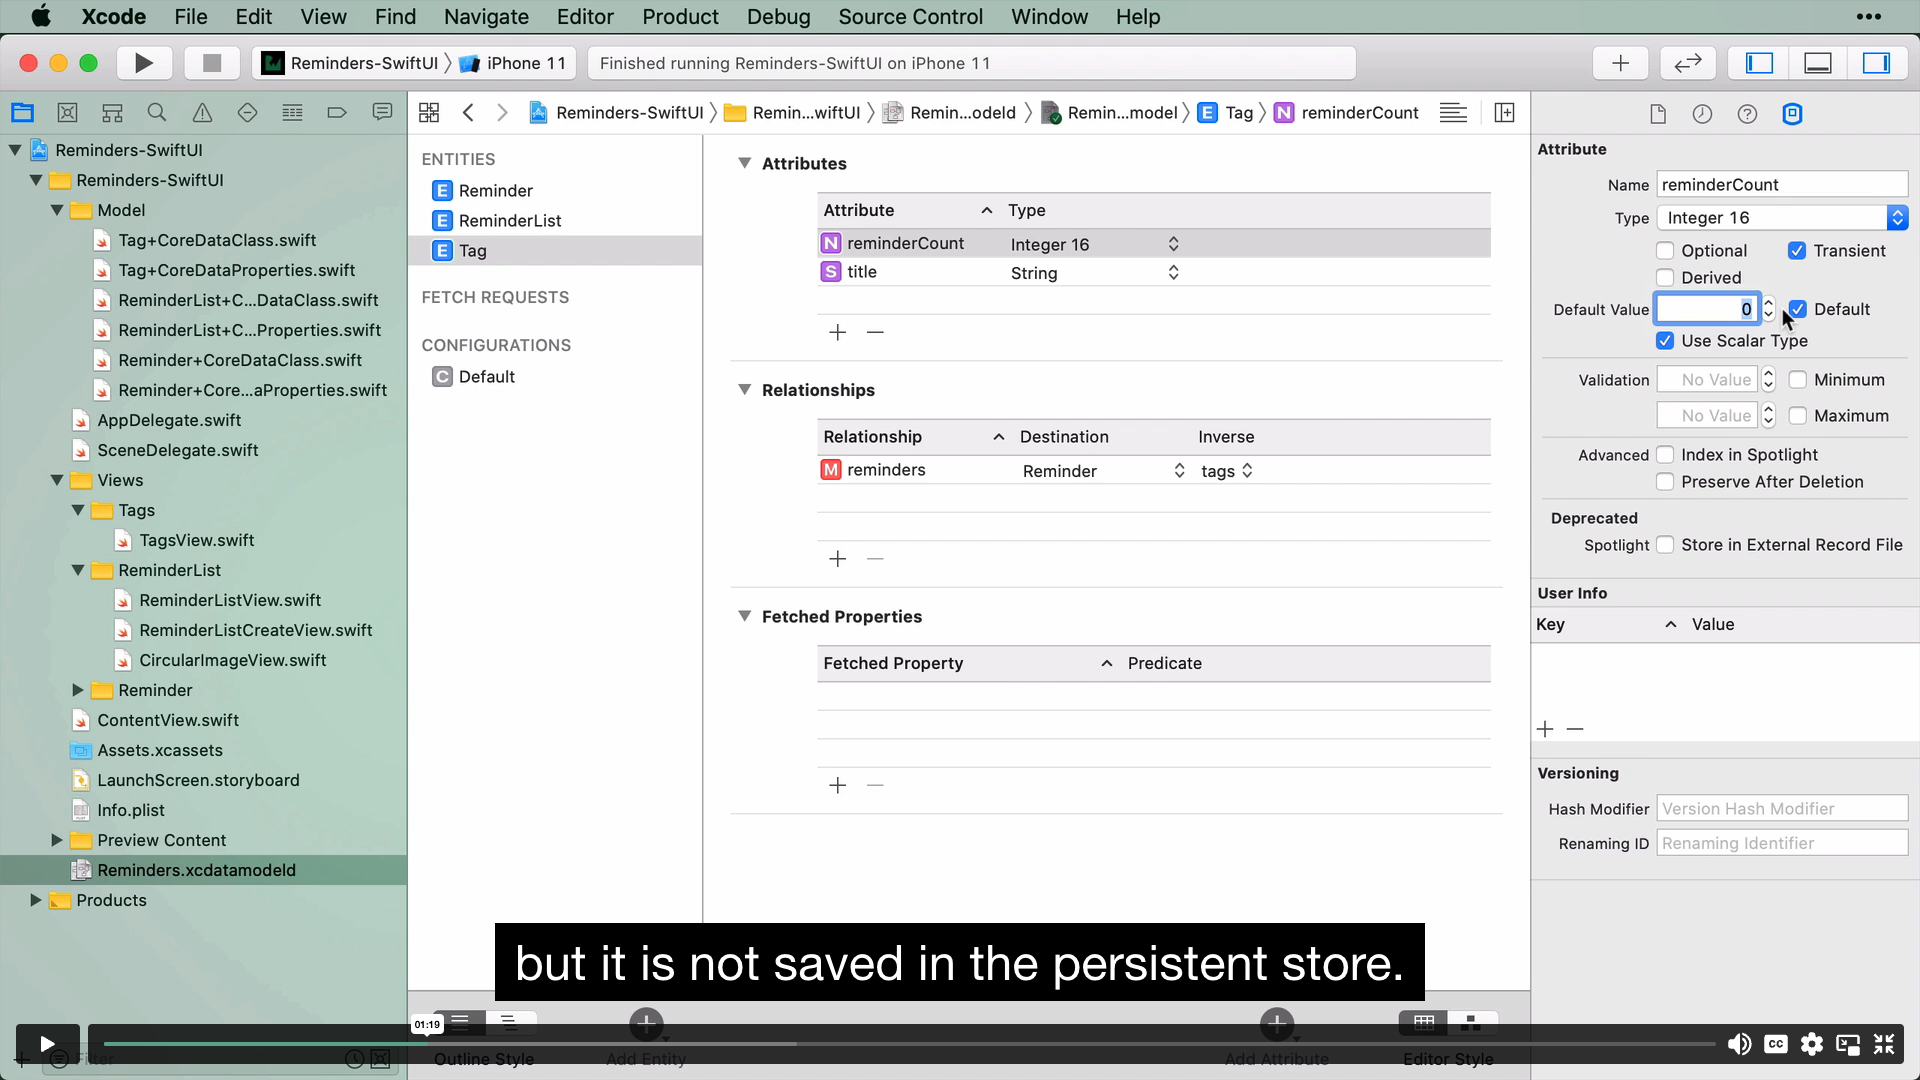 Xcode File Edit View Find Navigate Editor Product Debug Source Control Window Help
Reminders-SwiftUI iPhone 11
Finished running Reminders-SwiftUI on iPhone 11
Reminders-SwiftUI Remin...wiftUI Remin...odeld Remin...model E Tag N reminderCount
Reminders-SwiftUI
Reminders-SwiftUI
Model
Tag+CoreDataClass.swift
Tag+CoreDataProperties.swift
ReminderList+C...DataClass.swift
ReminderList+C...Properties.swift
Reminder+CoreDataClass.swift
Reminder+Core...aProperties.swift
AppDelegate.swift
SceneDelegate.swift
Views
Tags
TagsView.swift
ReminderList
ReminderListView.swift
ReminderListCreateView.swift
CircularImageView.swift
Reminder
ContentView.swift
Assets.xcassets
LaunchScreen.storyboard
Info.plist
Preview Content
Reminders.xcdatamodeld
Products
Filter
ENTITIES
E Reminder
E ReminderList
E Tag
FETCH REQUESTS
CONFIGURATIONS
C Default
Attributes
Attribute Type
N reminderCount Integer 16
S title String
Relationships
Relationship Destination Inverse
M reminders Reminder tags
Fetched Properties
Fetched Property Predicate
Attribute
Name reminderCount
Type Integer 16
Optional Transient
Derived
Default Value 0 Default
Use Scalar Type
Validation No Value Minimum
No Value Maximum
Advanced Index in Spotlight
Preserve After Deletion
Deprecated
Spotlight Store in External Record File
User Info
Key Value
Versioning
Hash Modifier Version Hash Modifier
Renaming ID Renaming Identifier
but it is not saved in the persistent store.
01:19
CC
Outline Style Add Entity Add Attribute Editor Style